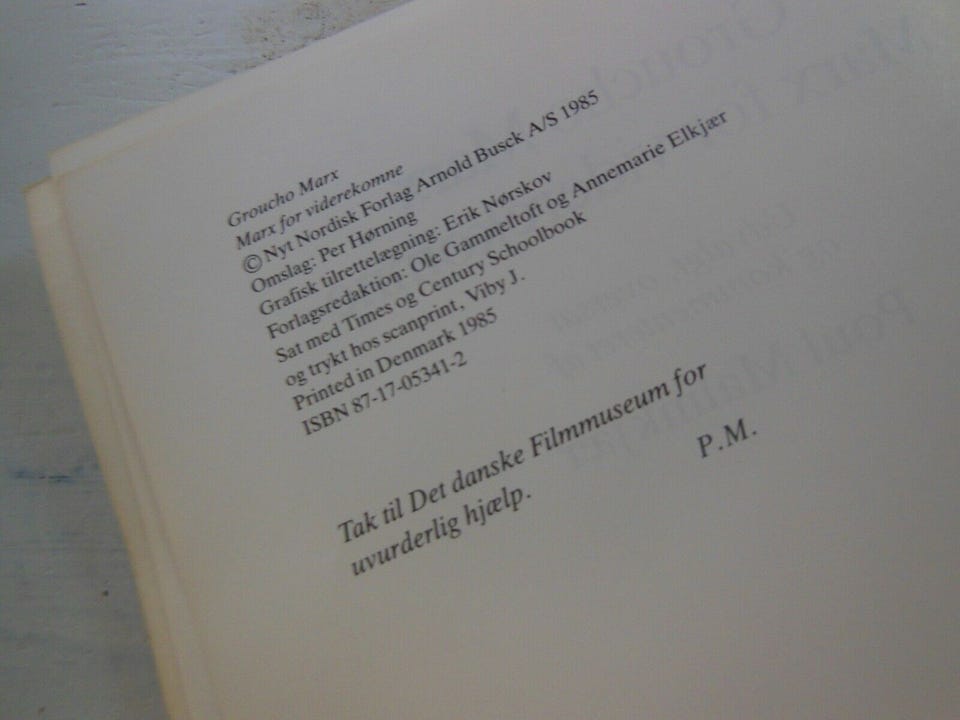 Groucho Marx
Marx for viderekomne
© Nyt Nordisk Forlag Arnold Busck A/S 1985
Omslag: Per Hørning
Grafisk tilrettelægning: Erik Nørskov
Forlagsredaktion: Ole Gammeltoft og Annemarie Elkjær
Sat med Times og Century Schoolbook
og trykt hos scanprint, Viby J.
Printed in Denmark 1985
ISBN 87-17-05341-2
Tak til Det danske Filmmuseum for
uvurderlig hjælp.
P.M.